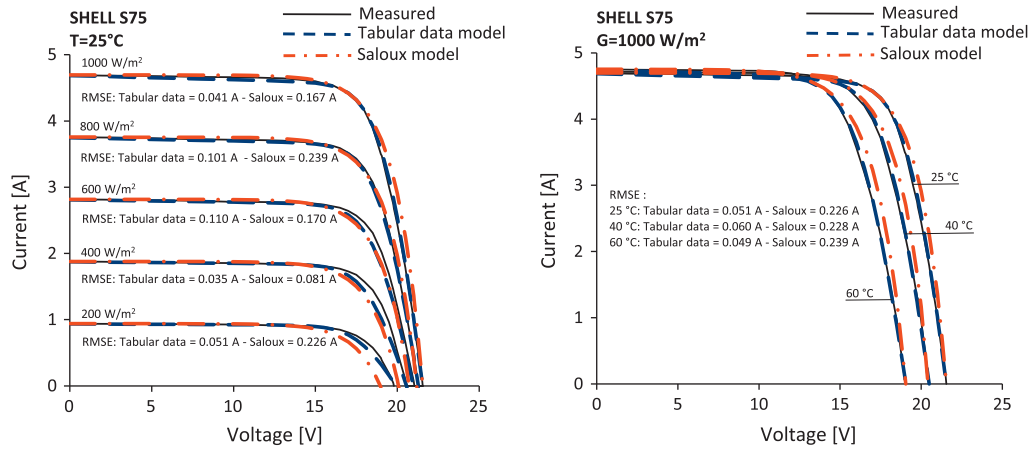 SHELL S75
T=25°C
Measured
Tabular data model
Saloux model
5
4
3
2
1
0
Current [A]
1000 W/m²
RMSE: Tabular data = 0.041 A - Saloux = 0.167 A
800 W/m²
RMSE: Tabular data = 0.101 A - Saloux = 0.239 A
600 W/m²
RMSE: Tabular data = 0.110 A - Saloux = 0.170 A
400 W/m²
RMSE: Tabular data = 0.035 A - Saloux = 0.081 A
200 W/m²
RMSE: Tabular data = 0.051 A - Saloux = 0.226 A
0 5 10 15 20 25
Voltage [V]
SHELL S75
G=1000 W/m²
Measured
Tabular data model
Saloux model
5
4
3
2
1
0
Current [A]
25 °C
RMSE :
25 °C: Tabular data = 0.051 A - Saloux = 0.226 A
40 °C: Tabular data = 0.060 A - Saloux = 0.228 A
60 °C: Tabular data = 0.049 A - Saloux = 0.239 A
40 °C
60 °C
0 5 10 15 20 25
Voltage [V]